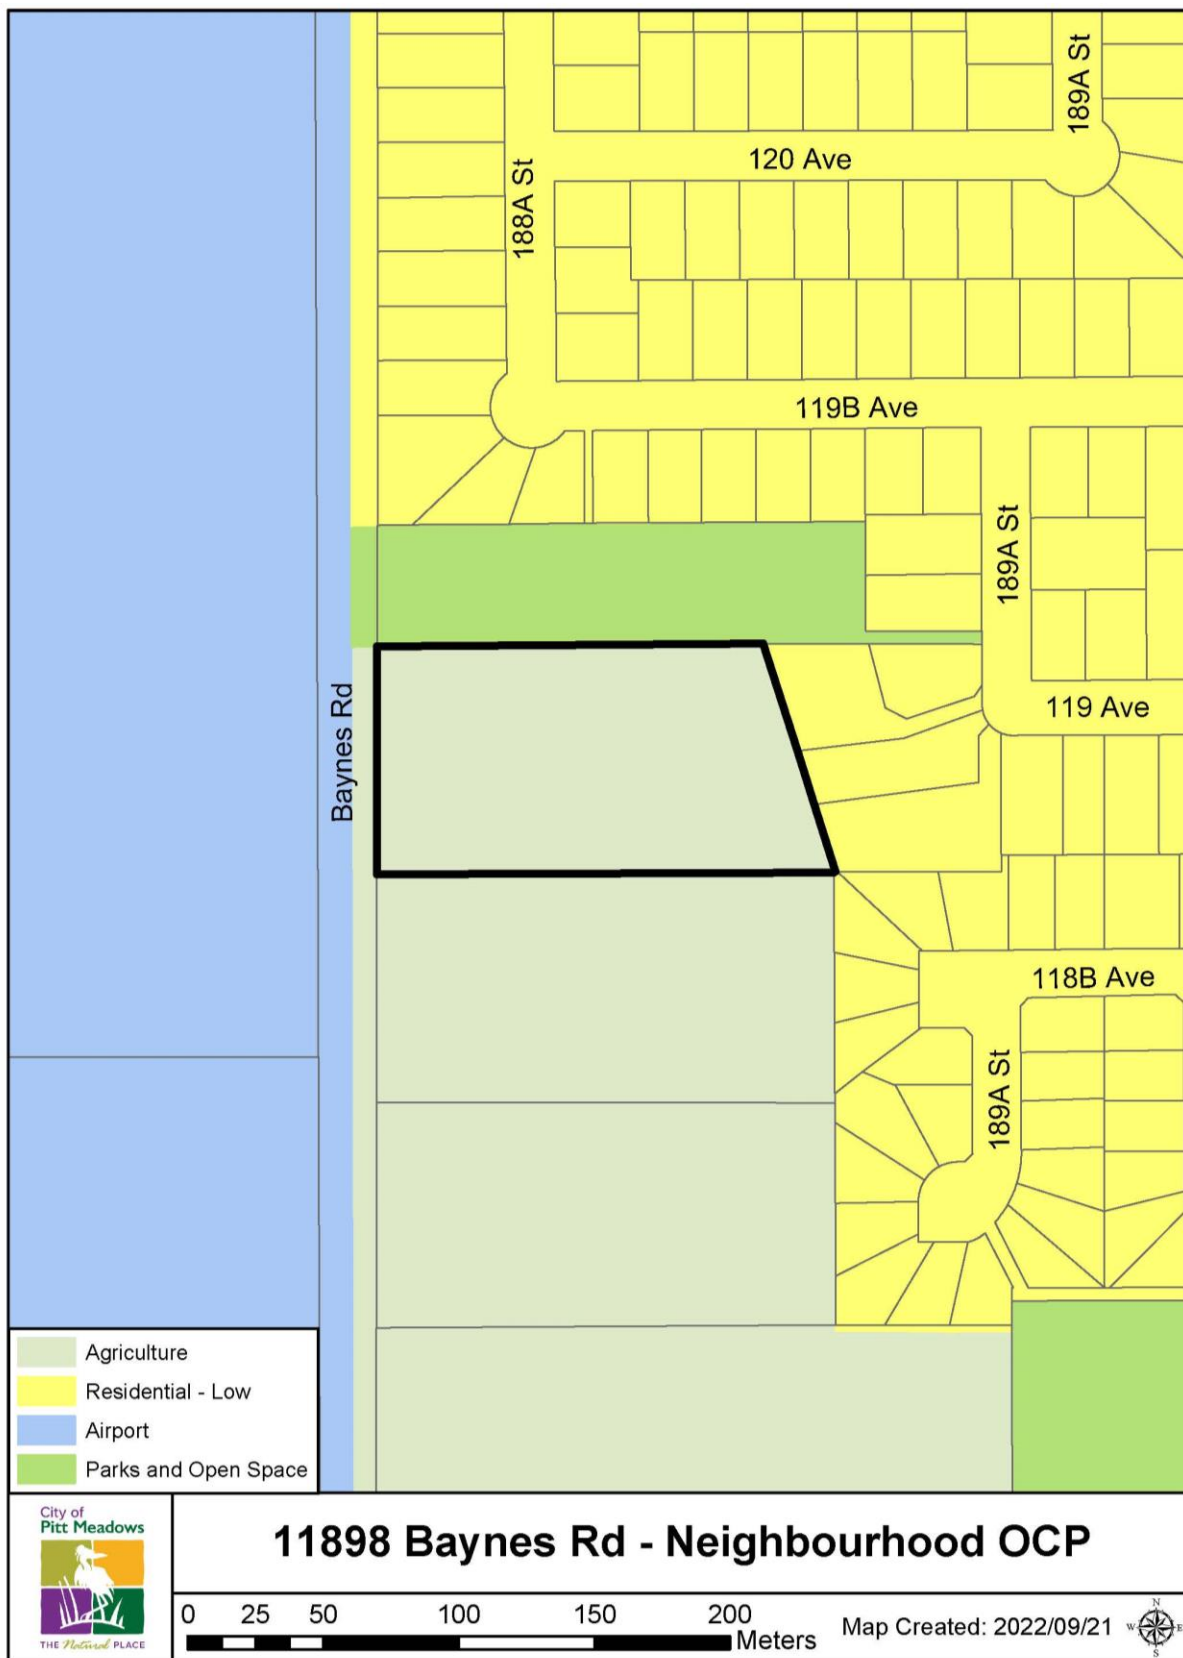 189A St
120 Ave
188A St
119B Ave
189A St
Baynes Rd
119 Ave
118B Ave
189A St
Agriculture
Residential - Low
Airport
Parks and Open Space
City of
Pitt Meadows
THE Natural PLACE
11898 Baynes Rd - Neighbourhood OCP
0 25 50 100 150 200
Meters
Map Created: 2022/09/21
N
W E
S